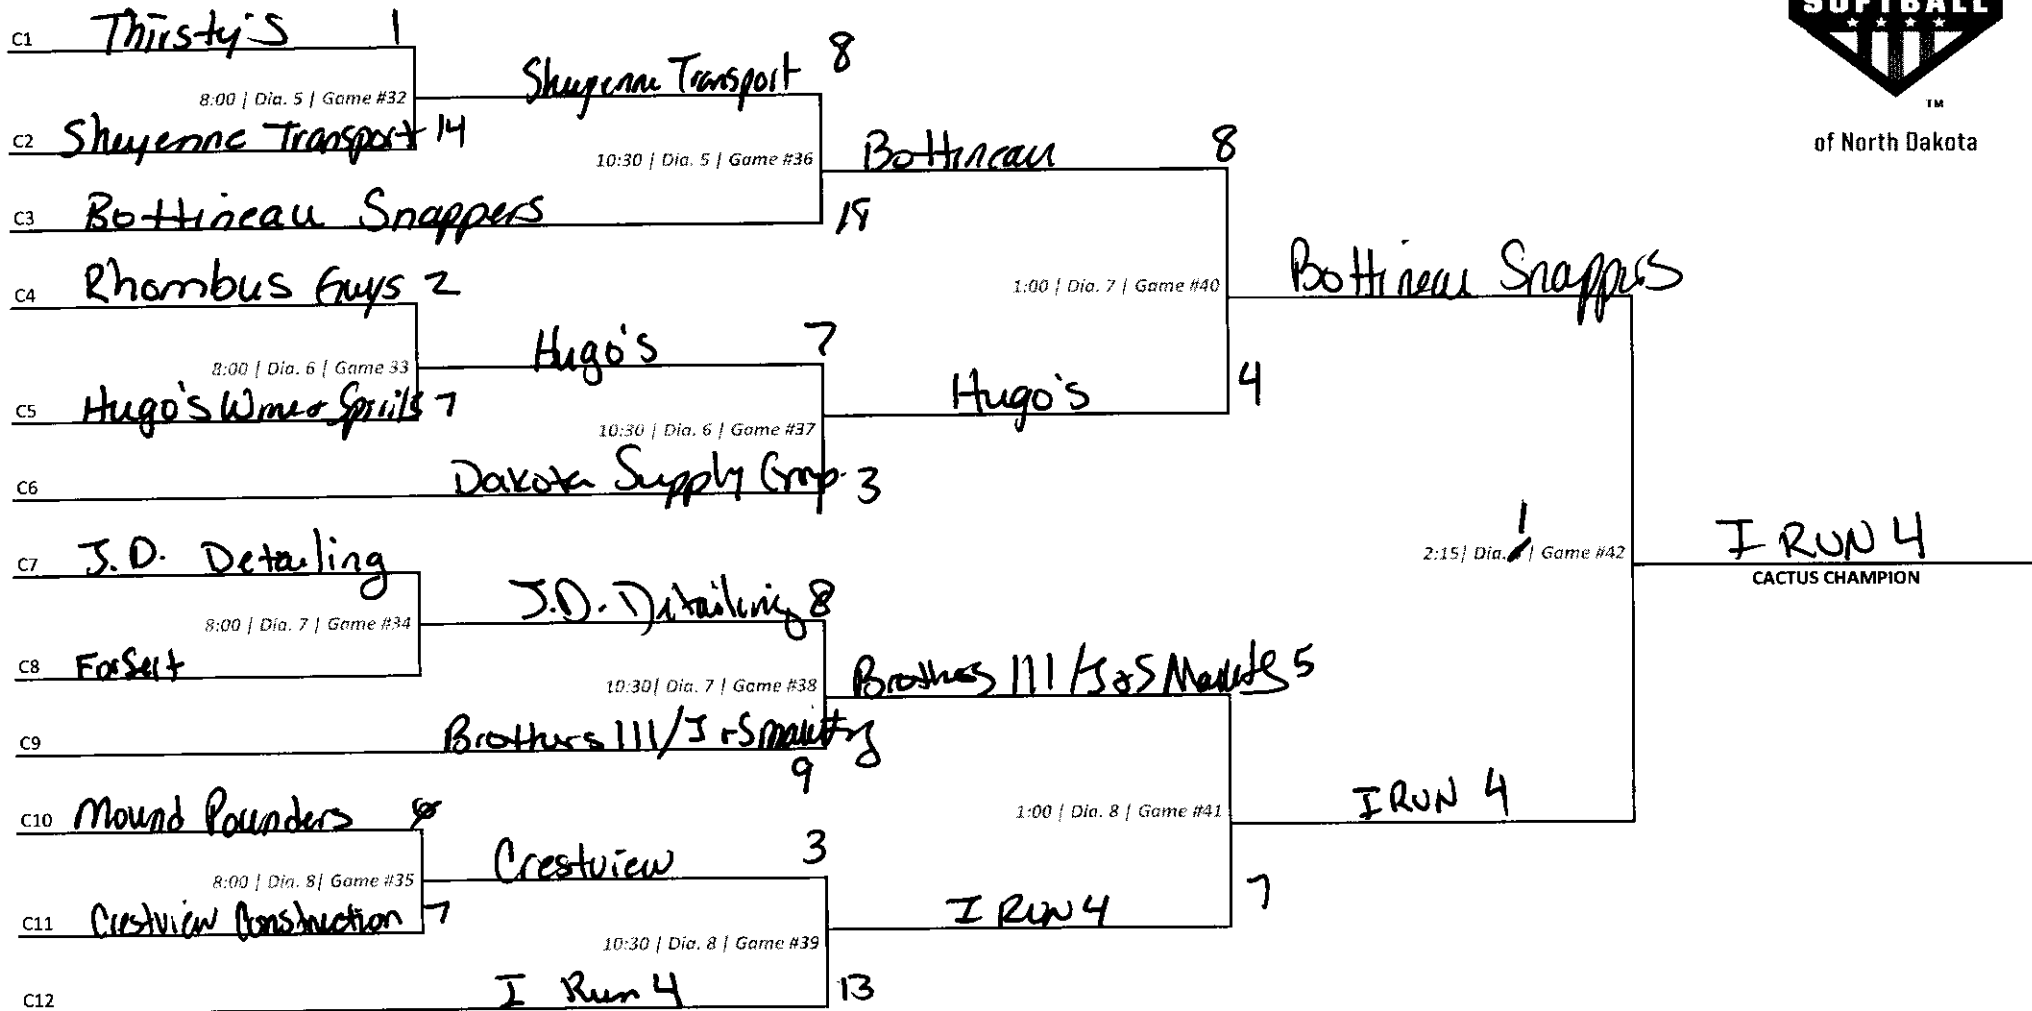 SOFTBALL
TM
of North Dakota
C1 Thirsty's 1
8:00 | Dia. 5 | Game #32
C2 Sheyenne Transport 14
Sheyenne Transport 8
10:30 | Dia. 5 | Game #36
C3 Bottineau Snappers
Bottineau 8
C4 Rhombus Guys 2
8:00 | Dia. 6 | Game 33
C5 Hugo's Wine & Spirits 7
Hugo's 7
10:30 | Dia. 6 | Game #37
C6 Dakota Supply Group 3
Hugo's 4
1:00 | Dia. 7 | Game #40
Bottineau Snappers
C7 J.D. Detailing
8:00 | Dia. 7 | Game #34
C8
J.D. Detailing 8
10:30 | Dia. 7 | Game #38
C9 Brothers III/J+S
9
Brothers III/J&S 5
C10 Mound Pounders
8:00 | Dia. 8 | Game #35
C11 Crestview Construction 7
Crestview 3
10:30 | Dia. 8 | Game #39
C12 I Run 4 13
I RUN 4 7
1:00 | Dia. 8 | Game #41
I RUN 4
1
2:15 | Dia. | Game #42
I RUN 4
CACTUS CHAMPION